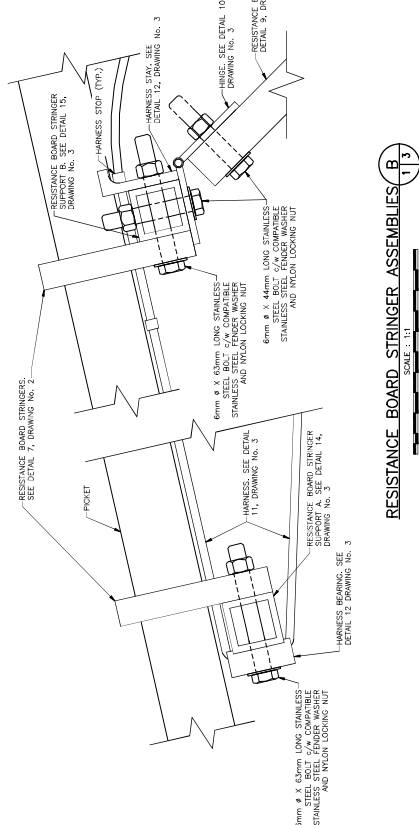 RESISTANCE BOARD STRINGERS.
SEE DETAIL 7, DRAWING No. 2
PICKET
RESISTANCE BOARD STRINGER
SUPPORT B. SEE DETAIL 15,
DRAWING No. 3
HARNESS STOP (TYP.)
HARNESS STAY. SEE
DETAIL 12, DRAWING No. 3
HINGE. SEE DETAIL 10
DRAWING No. 3
RESISTANCE B
DETAIL 9, DR
6mm ø X 63mm LONG STAINLESS
STEEL BOLT c/w COMPATIBLE
STAINLESS STEEL FENDER WASHER
AND NYLON LOCKING NUT
6mm ø X 44mm LONG STAINLESS
STEEL BOLT c/w COMPATIBLE
STAINLESS STEEL FENDER WASHER
AND NYLON LOCKING NUT
HARNESS. SEE DETAIL
11, DRAWING No. 3
RESISTANCE BOARD STRINGER
SUPPORT A. SEE DETAIL 14,
DRAWING No. 3
HARNESS BEARING. SEE
DETAIL 12 DRAWING No. 3
6mm ø X 63mm LONG STAINLESS
STEEL BOLT c/w COMPATIBLE
STAINLESS STEEL FENDER WASHER
AND NYLON LOCKING NUT
RESISTANCE BOARD STRINGER ASSEMBLIES
SCALE : 1:1
B
1 3